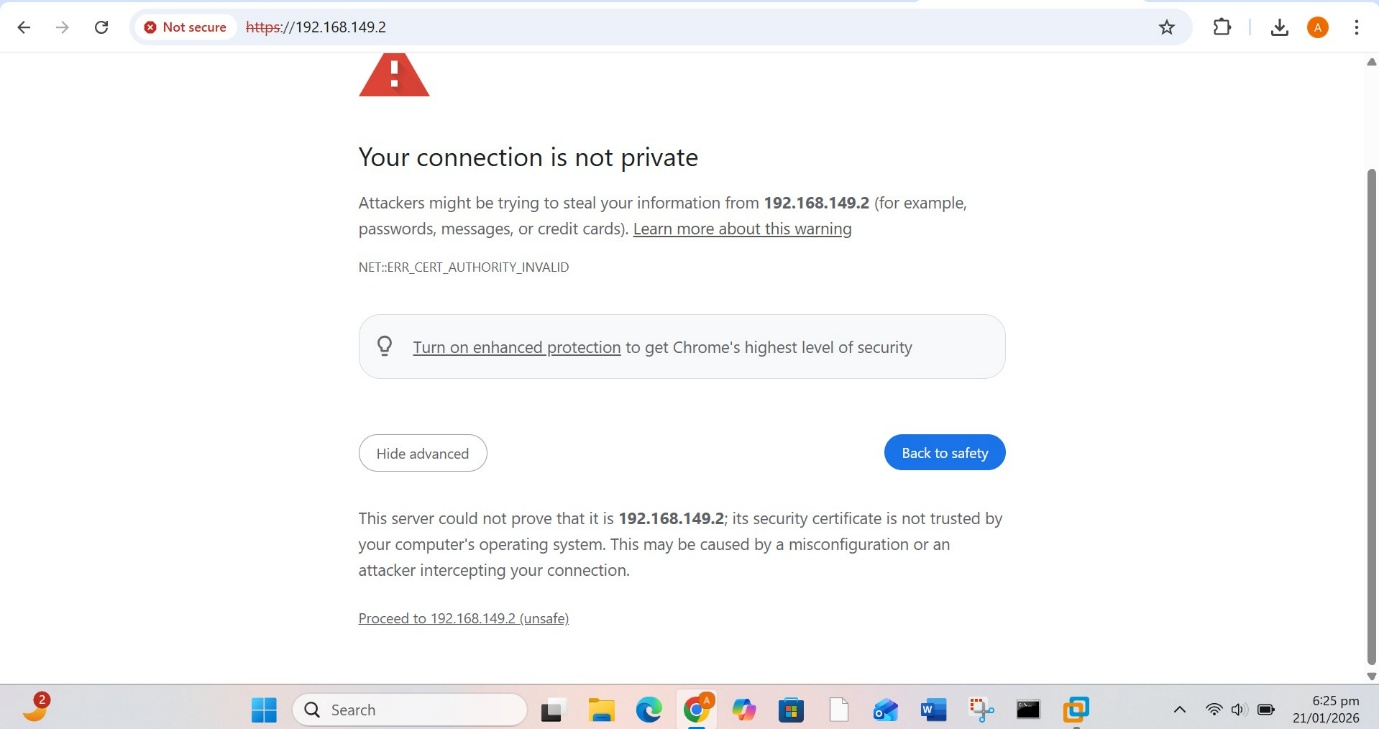 Not secure https://192.168.149.2
A
Your connection is not private
Attackers might be trying to steal your information from 192.168.149.2 (for example,
passwords, messages, or credit cards). Learn more about this warning
NET::ERR_CERT_AUTHORITY_INVALID
Turn on enhanced protection to get Chrome's highest level of security
Hide advanced
Back to safety
This server could not prove that it is 192.168.149.2; its security certificate is not trusted by
your computer's operating system. This may be caused by a misconfiguration or an
attacker intercepting your connection.
Proceed to 192.168.149.2 (unsafe)
2
Search
A
W
6:25 pm
21/01/2026